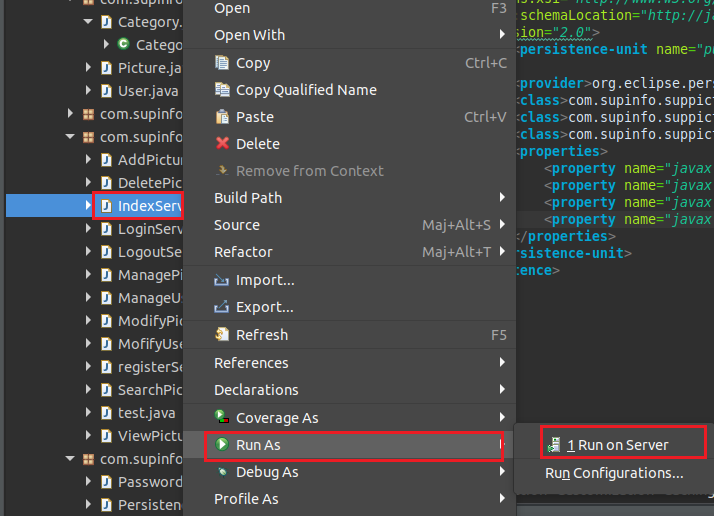 com.supinfo
Category.
Catego
Picture.ja
User.java
com.supinfo
com.supinfo
AddPictur
DeletePic
IndexServ
LoginServ
LogoutSe
ManagePi
ManageUs
ModifyPic
MofifyUse
registerSe
SearchPic
test.java
ViewPictu
com.supinfo
Password
Persisten
Open F3
Open With
Copy Ctrl+C
Copy Qualified Name
Paste Ctrl+V
Delete
Remove from Context
Build Path
Source Maj+Alt+S
Refactor Maj+Alt+T
Import...
Export...
Refresh F5
References
Declarations
Coverage As
Run As
Debug As
Profile As
1 Run on Server
Run Configurations...
schemaLocation="http://ja
sion="2.0">
<persistence-unit name="p
<provider>org.eclipse.pers
<class>com.supinfo.suppict
<class>com.supinfo.suppict
<class>com.supinfo.suppict
<properties>
<property name="javax
<property name="javax
<property name="javax
<property name="javax
</properties>
rsistence-unit>
tence>